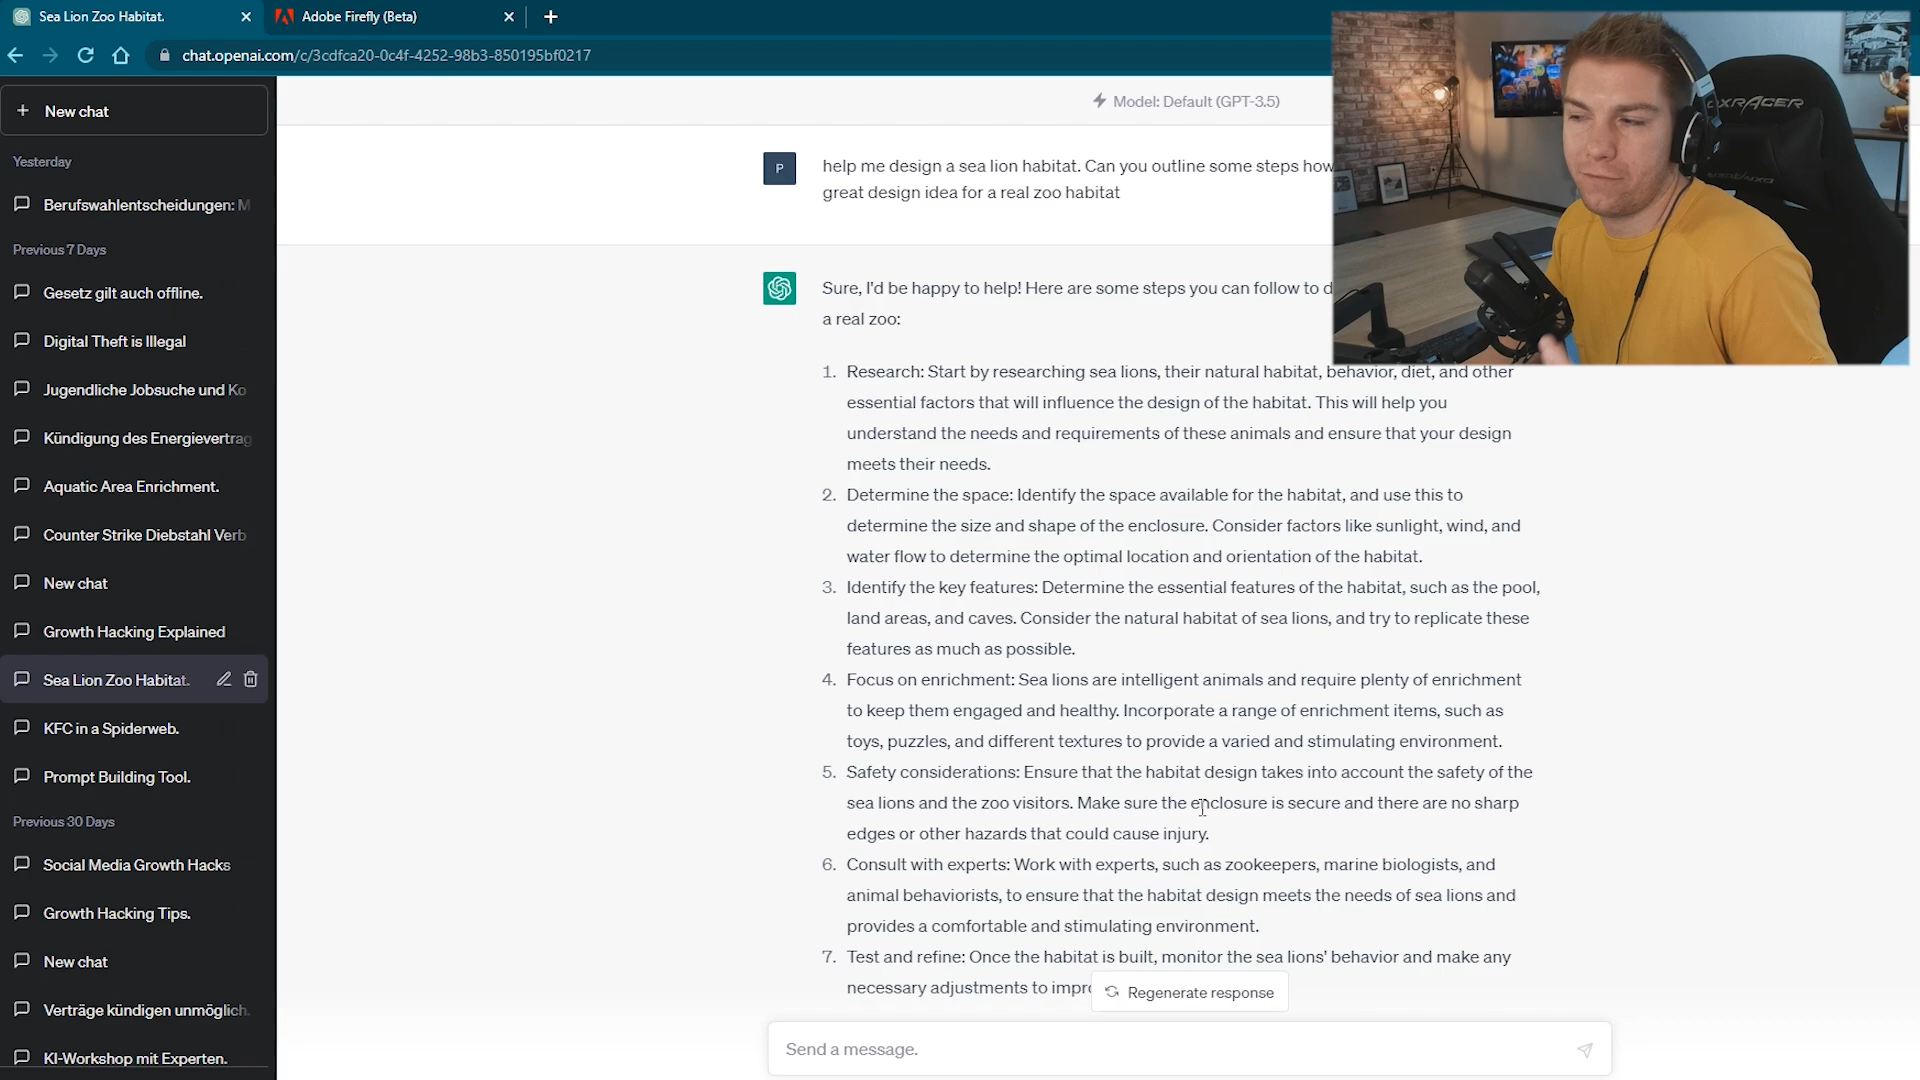 Sea Lion Zoo Habitat.
Adobe Firefly (Beta)
chat.openai.com/c/3cdfca20-0c4f-4252-98b3-850195bf0217
New chat
Yesterday
Berufswahlentscheidungen: M
Previous 7 Days
Gesetz gilt auch offline.
Digital Theft is Illegal
Jugendliche Jobsuche und Ko
Kündigung des Energievertrag
Aquatic Area Enrichment.
Counter Strike Diebstahl Verb
New chat
Growth Hacking Explained
Sea Lion Zoo Habitat.
KFC in a Spiderweb.
Prompt Building Tool.
Previous 30 Days
Social Media Growth Hacks
Growth Hacking Tips.
New chat
Verträge kündigen unmöglich.
KI-Workshop mit Experten.
Model: Default (GPT-3.5)
P
help me design a sea lion habitat. Can you outline some steps how
great design idea for a real zoo habitat
Sure, I'd be happy to help! Here are some steps you can follow to d
a real zoo:
1. Research: Start by researching sea lions, their natural habitat, behavior, diet, and other
essential factors that will influence the design of the habitat. This will help you
understand the needs and requirements of these animals and ensure that your design
meets their needs.
2. Determine the space: Identify the space available for the habitat, and use this to
determine the size and shape of the enclosure. Consider factors like sunlight, wind, and
water flow to determine the optimal location and orientation of the habitat.
3. Identify the key features: Determine the essential features of the habitat, such as the pool,
land areas, and caves. Consider the natural habitat of sea lions, and try to replicate these
features as much as possible.
4. Focus on enrichment: Sea lions are intelligent animals and require plenty of enrichment
to keep them engaged and healthy. Incorporate a range of enrichment items, such as
toys, puzzles, and different textures to provide a varied and stimulating environment.
5. Safety considerations: Ensure that the habitat design takes into account the safety of the
sea lions and the zoo visitors. Make sure the enclosure is secure and there are no sharp
edges or other hazards that could cause injury.
6. Consult with experts: Work with experts, such as zookeepers, marine biologists, and
animal behaviorists, to ensure that the habitat design meets the needs of sea lions and
provides a comfortable and stimulating environment.
7. Test and refine: Once the habitat is built, monitor the sea lions' behavior and make any
necessary adjustments to impro
Regenerate response
Send a message.
OXRACER